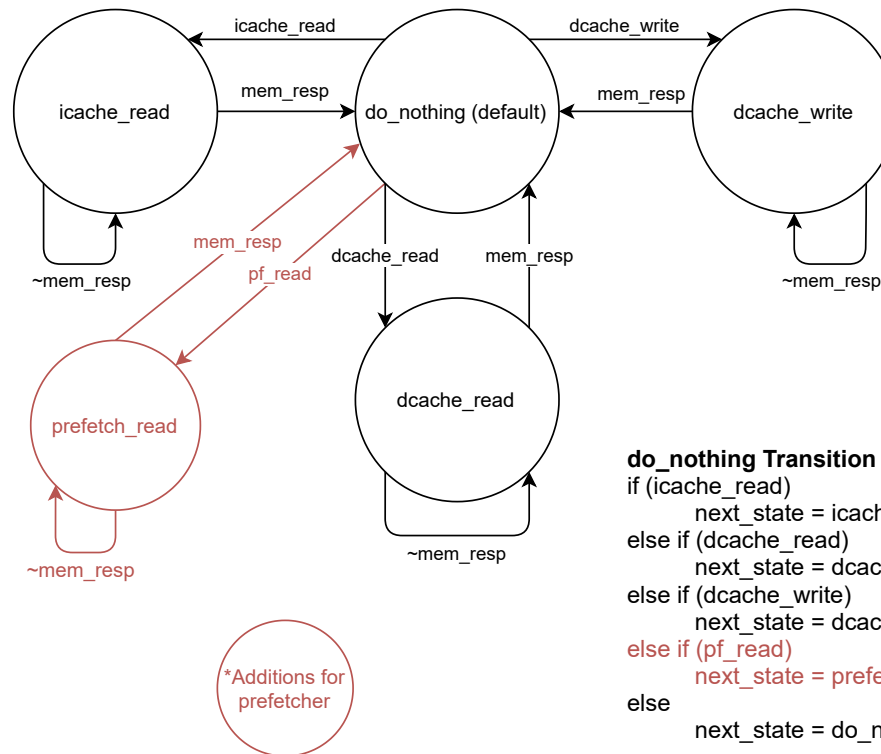 icache_read
dcache_write
mem_resp
mem_resp
icache_read
do_nothing (default)
dcache_write
mem_resp
pf_read
dcache_read
mem_resp
~mem_resp
~mem_resp
prefetch_read
dcache_read
~mem_resp
~mem_resp
*Additions for
prefetcher
do_nothing Transition
if (icache_read)
next_state = icach
else if (dcache_read)
next_state = dcac
else if (dcache_write)
next_state = dcac
else if (pf_read)
next_state = prefe
else
next_state = do_n